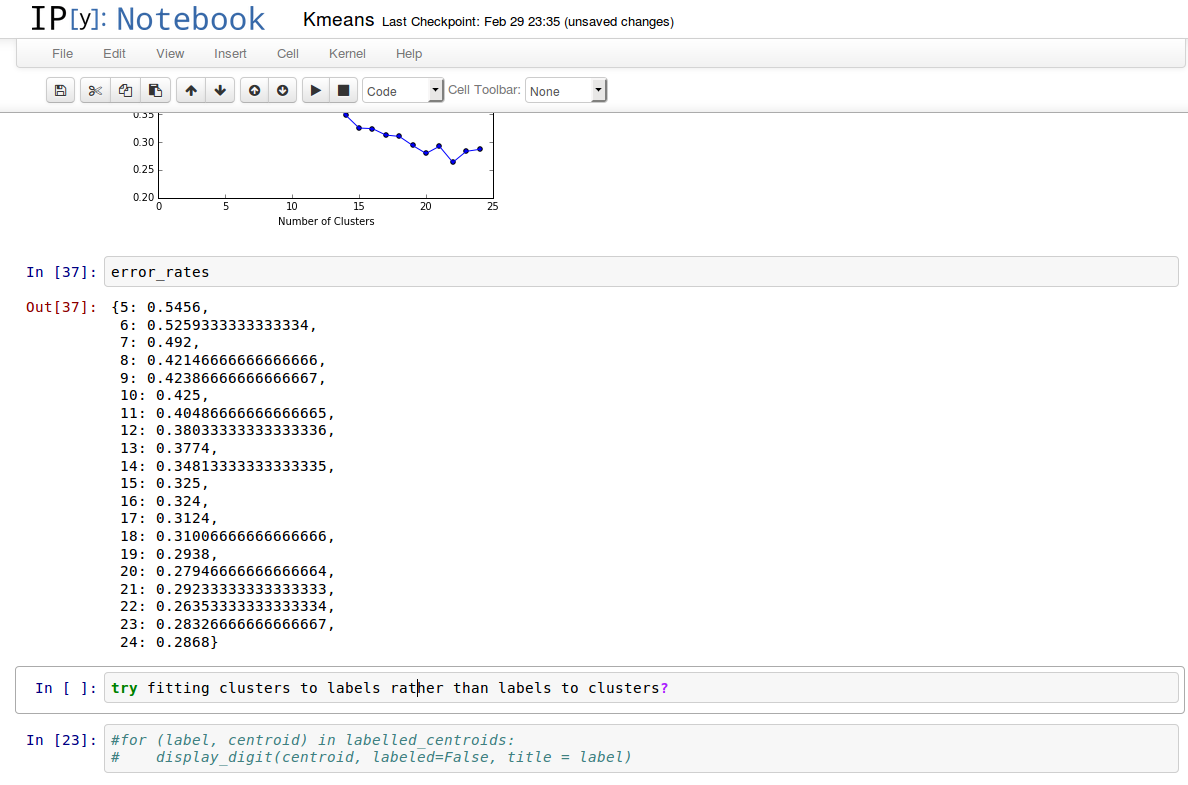 IP[y]: Notebook Kmeans Last Checkpoint: Feb 29 23:35 (unsaved changes)
File Edit View Insert Cell Kernel Help
Code Cell Toolbar: None
0.35
0.30
0.25
0.20
0 5 10 15 20 25
Number of Clusters
In [37]: error_rates
Out[37]: {5: 0.5456,
6: 0.5259333333333334,
7: 0.492,
8: 0.42146666666666666,
9: 0.42386666666666667,
10: 0.425,
11: 0.40486666666666665,
12: 0.38033333333333336,
13: 0.3774,
14: 0.34813333333333335,
15: 0.325,
16: 0.324,
17: 0.3124,
18: 0.31006666666666666,
19: 0.2938,
20: 0.27946666666666664,
21: 0.29233333333333333,
22: 0.26353333333333334,
23: 0.28326666666666667,
24: 0.2868}
In [ ]: try fitting clusters to labels rather than labels to clusters?
In [23]: #for (label, centroid) in labelled_centroids:
#    display_digit(centroid, labeled=False, title = label)